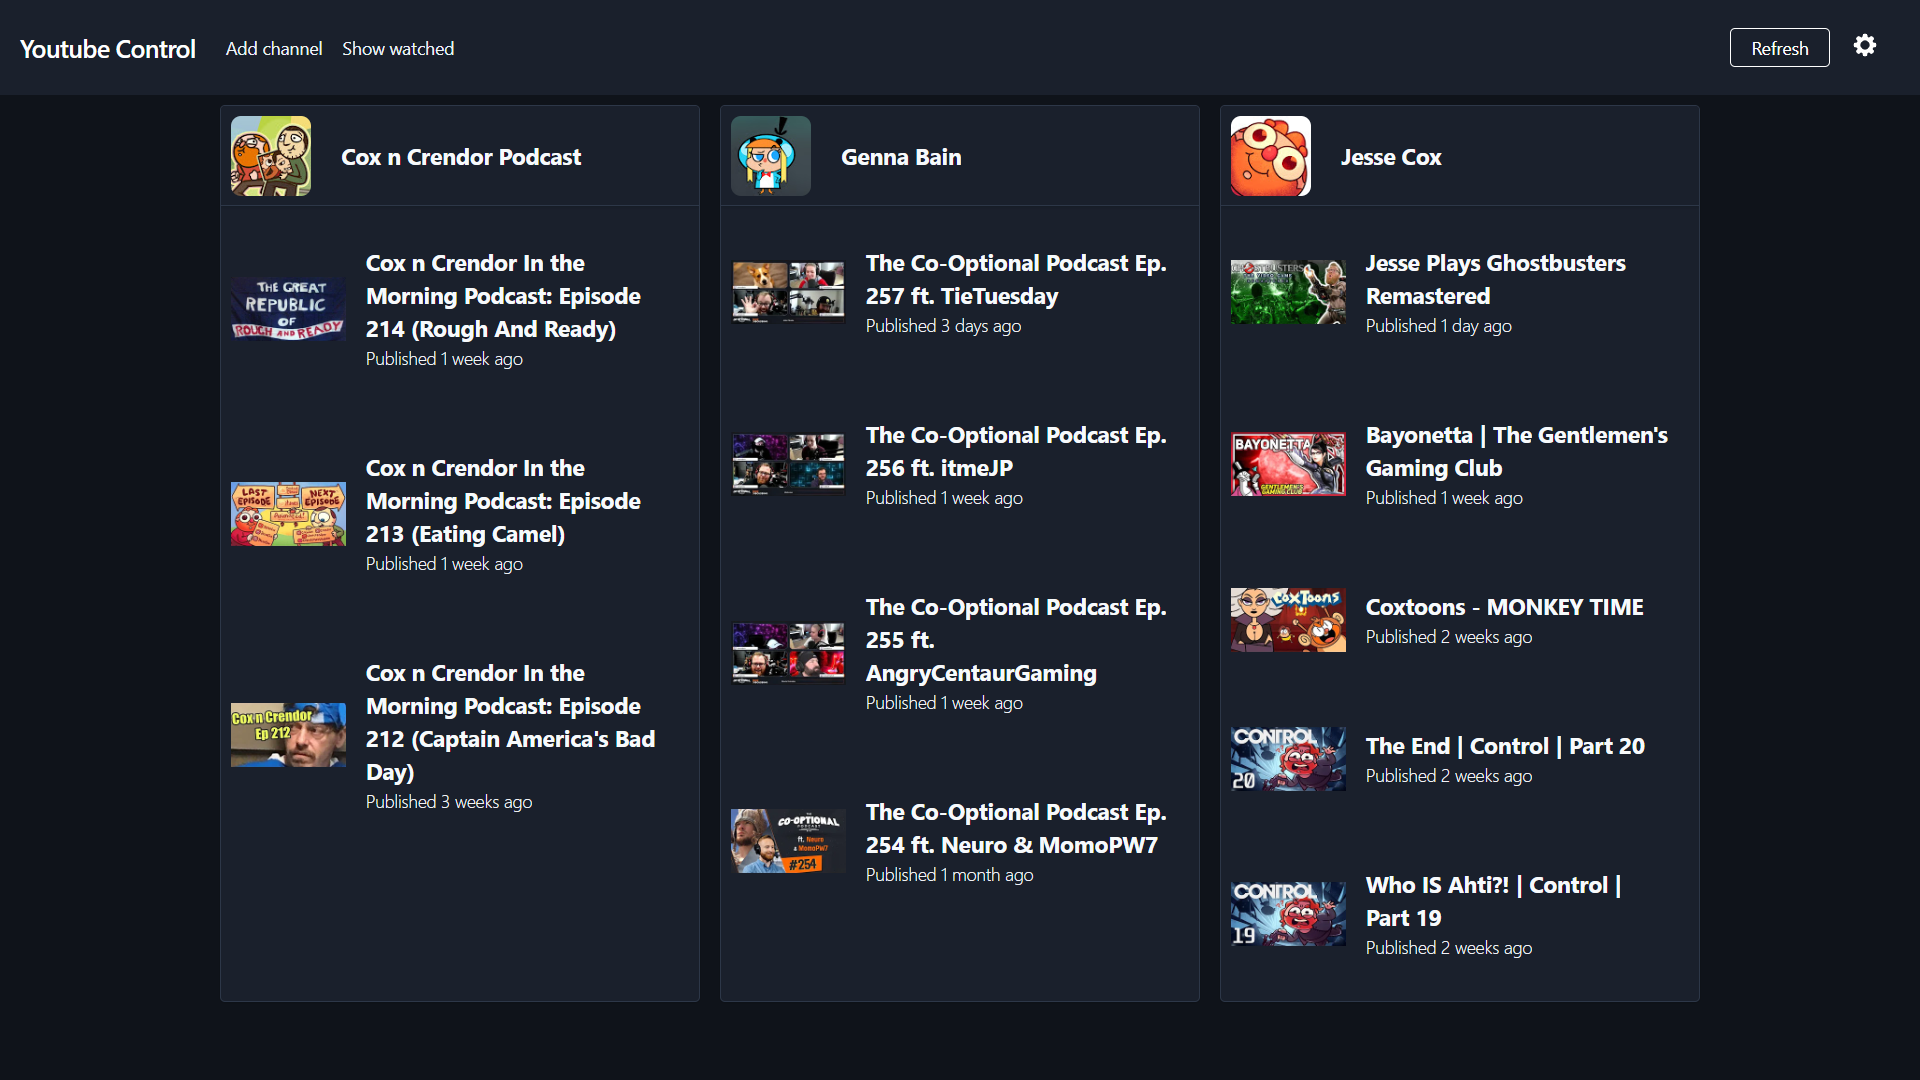 Youtube Control
Add channel
Show watched
Refresh
Cox n Crendor Podcast
THE GREAT
REPUBLIC
OF
ROUGH AND READY
Cox n Crendor In the
Morning Podcast: Episode
214 (Rough And Ready)
Published 1 week ago
LAST
EPISODE
NEXT
EPISODE
Cox n Crendor In the
Morning Podcast: Episode
213 (Eating Camel)
Published 1 week ago
Cox n Crendor
Ep 212
Cox n Crendor In the
Morning Podcast: Episode
212 (Captain America's Bad
Day)
Published 3 weeks ago
Genna Bain
The Co-Optional Podcast Ep.
257 ft. TieTuesday
Published 3 days ago
The Co-Optional Podcast Ep.
256 ft. itmeJP
Published 1 week ago
The Co-Optional Podcast Ep.
255 ft.
AngryCentaurGaming
Published 1 week ago
CO-OPTIONAL
PODCAST
ft. Neuro
& MomoPW7
#254
The Co-Optional Podcast Ep.
254 ft. Neuro & MomoPW7
Published 1 month ago
Jesse Cox
GHOSTBUSTERS
Jesse Plays Ghostbusters
Remastered
Published 1 day ago
BAYONETTA
GENTLEMEN'S
GAMING CLUB
Bayonetta | The Gentlemen's
Gaming Club
Published 1 week ago
COXTOONS
Coxtoons - MONKEY TIME
Published 2 weeks ago
CONTROL
20
The End | Control | Part 20
Published 2 weeks ago
CONTROL
19
Who IS Ahti?! | Control |
Part 19
Published 2 weeks ago